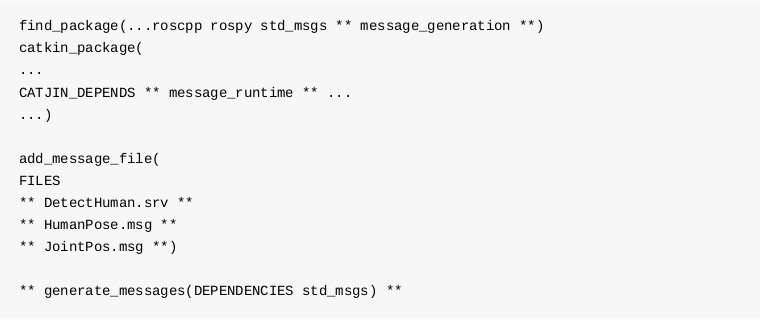 find_package(...roscpp rospy std_msgs ** message_generation **)
catkin_package(
...
CATJIN_DEPENDS ** message_runtime ** ...
...)
add_message_file(
FILES
** DetectHuman.srv **
** HumanPose.msg **
** JointPos.msg **)
** generate_messages(DEPENDENCIES std_msgs) **